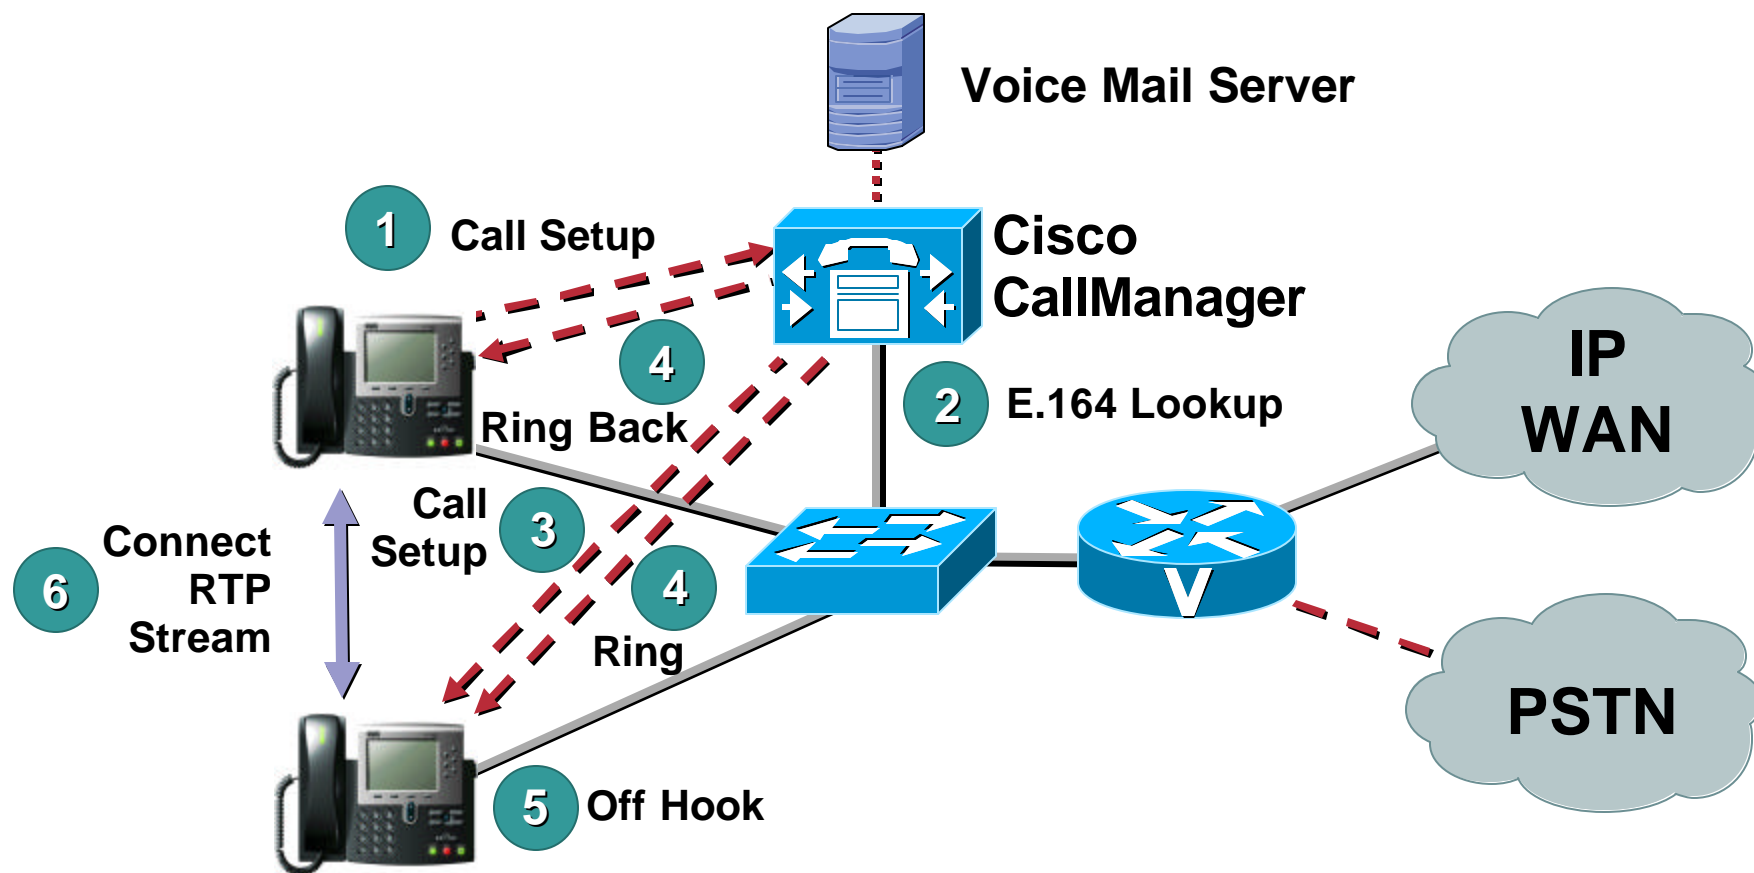 Voice Mail Server
1
Call Setup
Cisco
CallManager
4
Ring Back
2
E.164 Lookup
IP
WAN
Call
Setup
3
Connect
RTP
Stream
6
4
Ring
V
PSTN
5
Off Hook